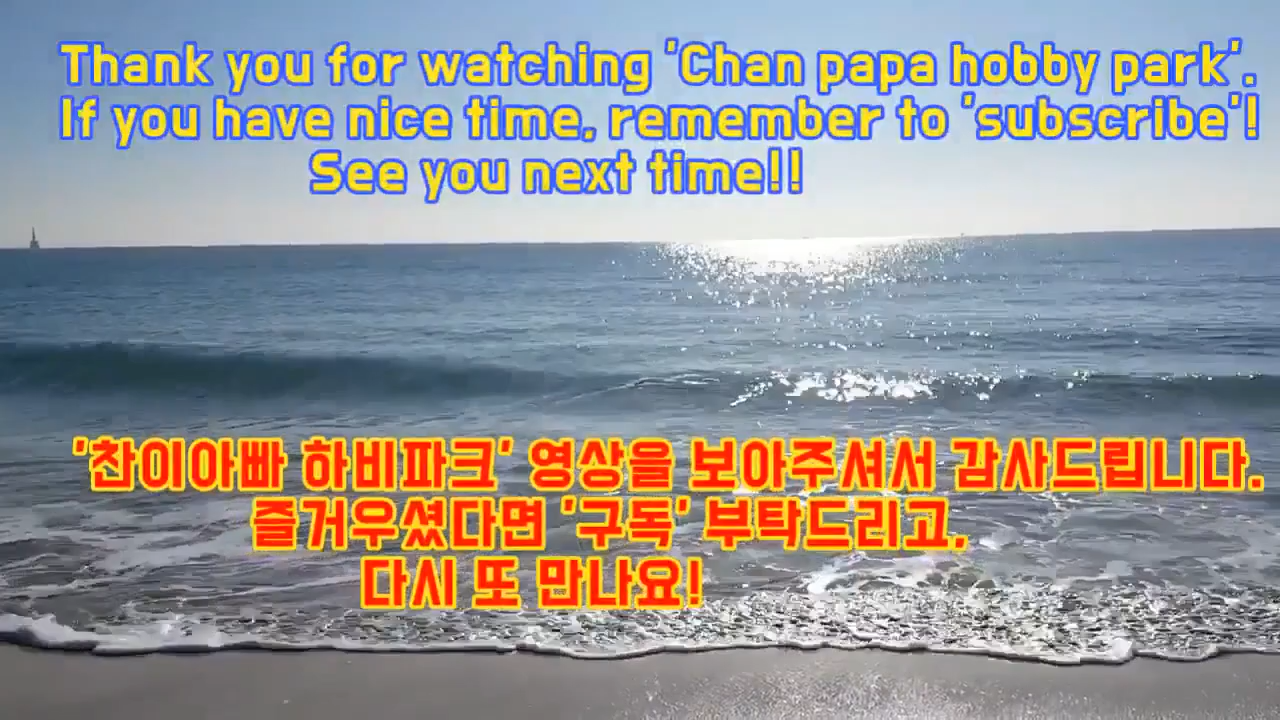 Thank you for watching 'Chan papa hobby park'.
If you have nice time, remember to 'subscribe'!
See you next time!!
'찬이아빠 하비파크' 영상을 보아주셔서 감사드립니다.
즐거우셨다면 '구독' 부탁드리고,
다시 또 만나요!